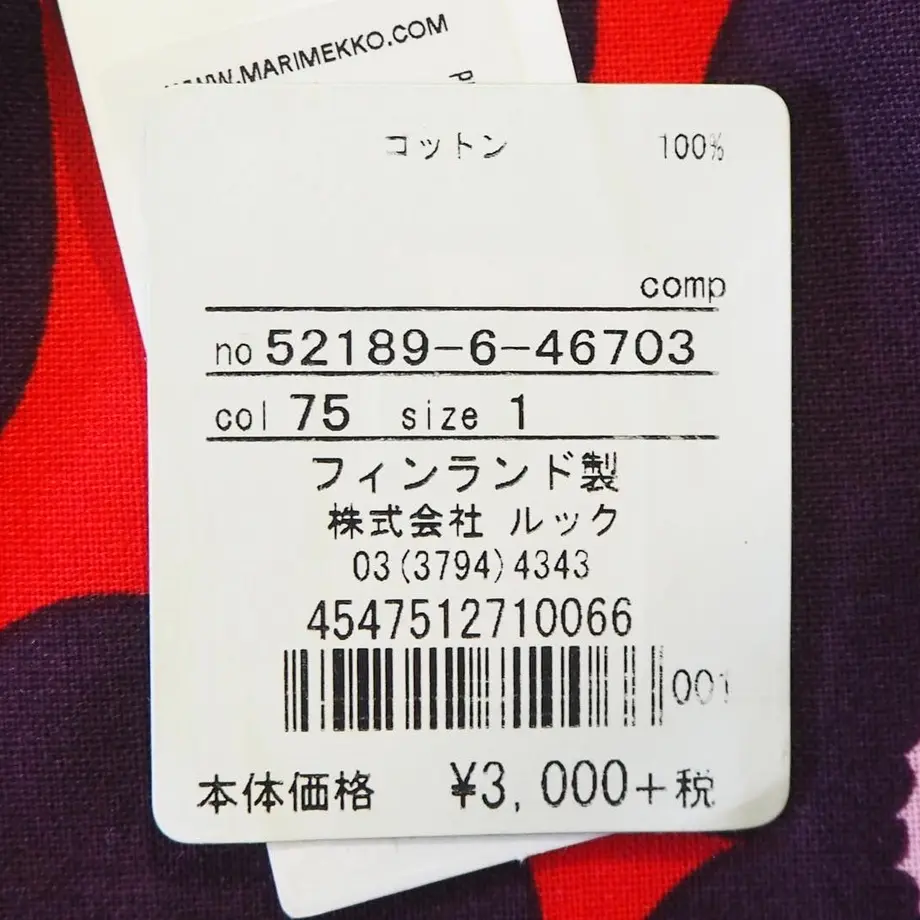 WWW.MARIMEKKO.COM
コットン 100%
comp
no 52189-6-46703
col 75 size 1
フィンランド製
株式会社 ルック
03(3794)4343
4547512710066
001
本体価格 ¥3,000+税